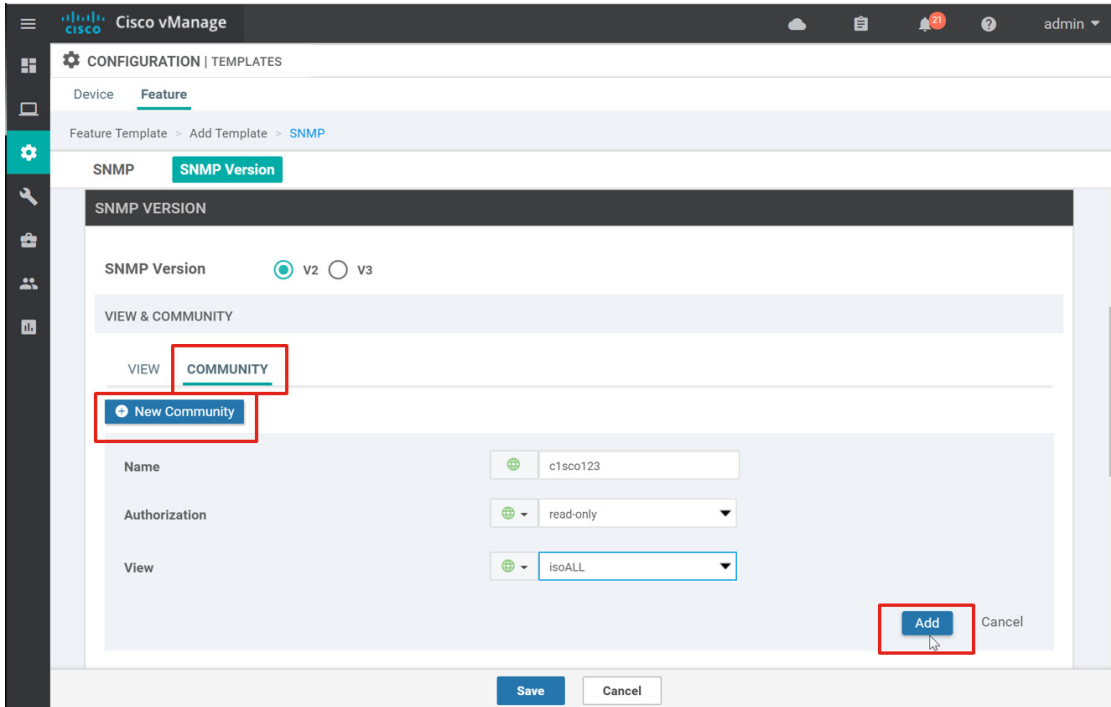 cisco Cisco vManage 21 admin
CONFIGURATION | TEMPLATES
Device Feature
Feature Template > Add Template > SNMP
SNMP SNMP Version
SNMP VERSION
SNMP Version V2 V3
VIEW & COMMUNITY
VIEW COMMUNITY
New Community
Name c1sco123
Authorization read-only
View isoALL
Add Cancel
Save Cancel